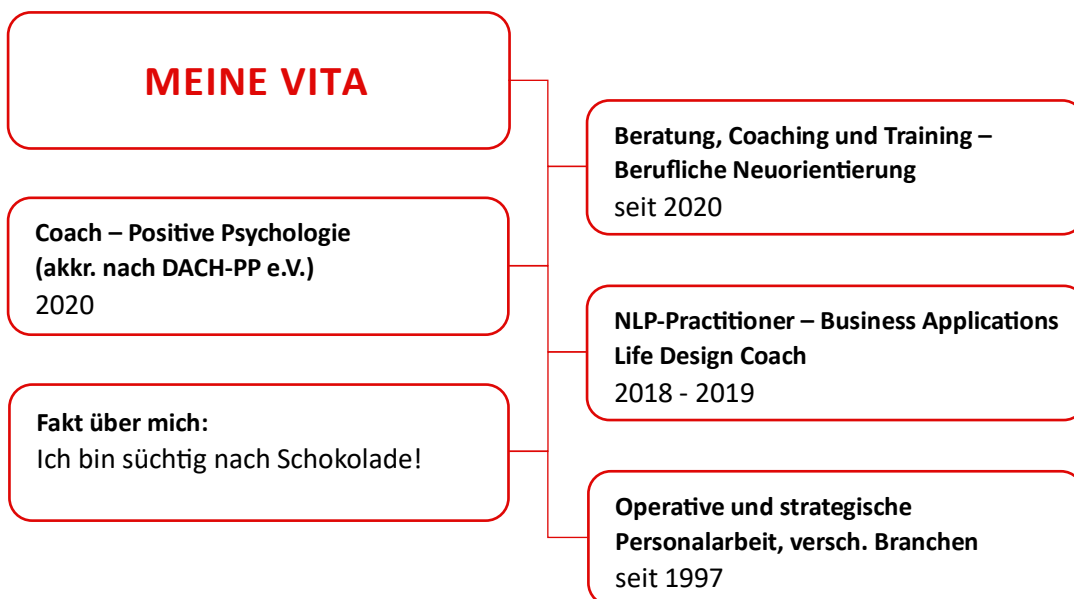 MEINE VITA
Beratung, Coaching und Training –
Berufliche Neuorientierung
seit 2020
Coach – Positive Psychologie
(akkr. nach DACH-PP e.V.)
2020
NLP-Practitioner – Business Applications
Life Design Coach
2018 - 2019
Fakt über mich:
Ich bin süchtig nach Schokolade!
Operative und strategische
Personalarbeit, versch. Branchen
seit 1997